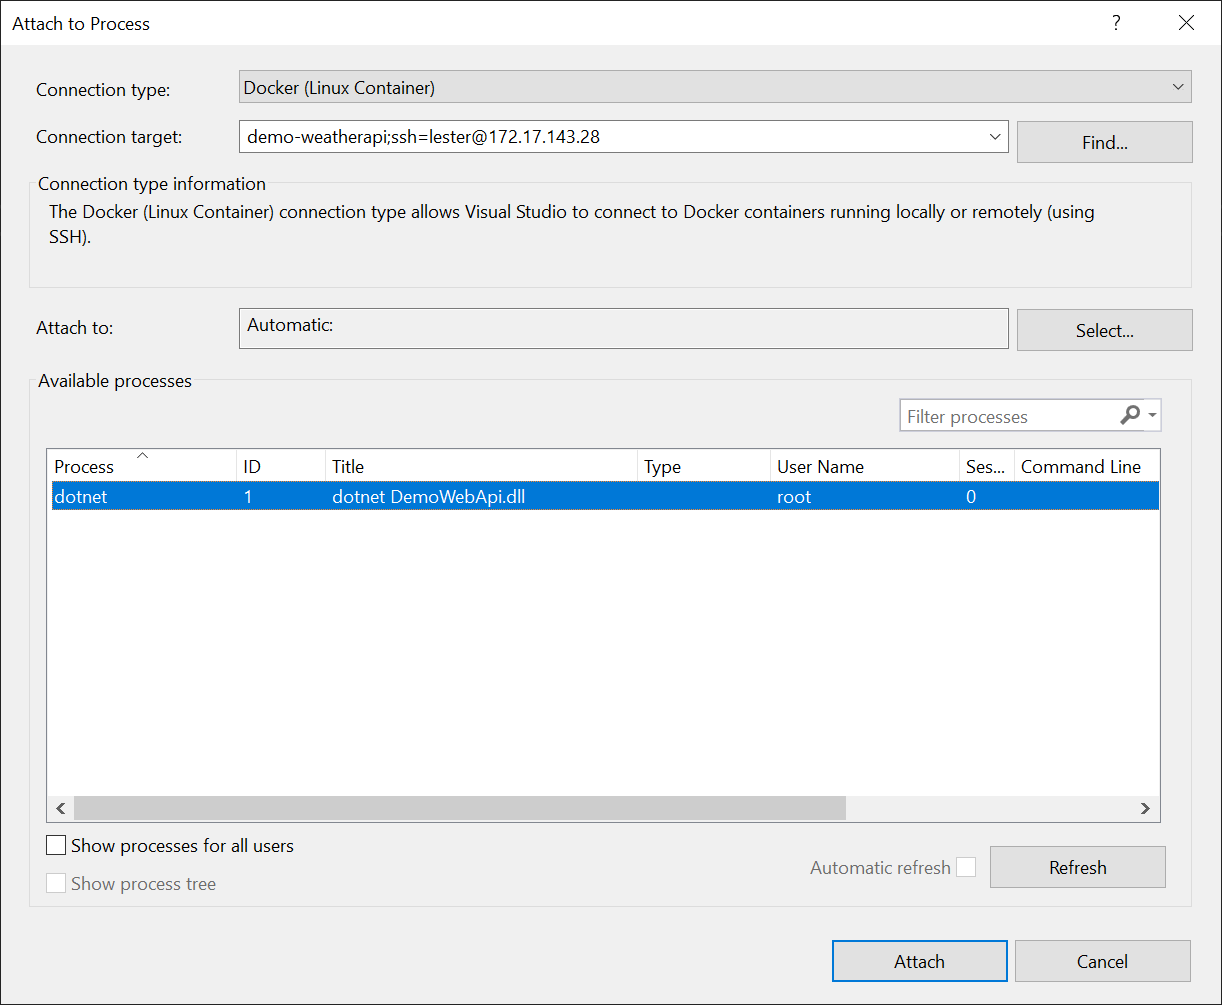 Attach to Process
?
Connection type:
Docker (Linux Container)
Connection target:
demo-weatherapi;ssh=lester@172.17.143.28
Find...
Connection type information
The Docker (Linux Container) connection type allows Visual Studio to connect to Docker containers running locally or remotely (using
SSH).
Attach to:
Automatic:
Select...
Available processes
Filter processes
Process ID Title Type User Name Ses... Command Line
dotnet 1 dotnet DemoWebApi.dll root 0
Show processes for all users
Show process tree
Automatic refresh
Refresh
Attach
Cancel